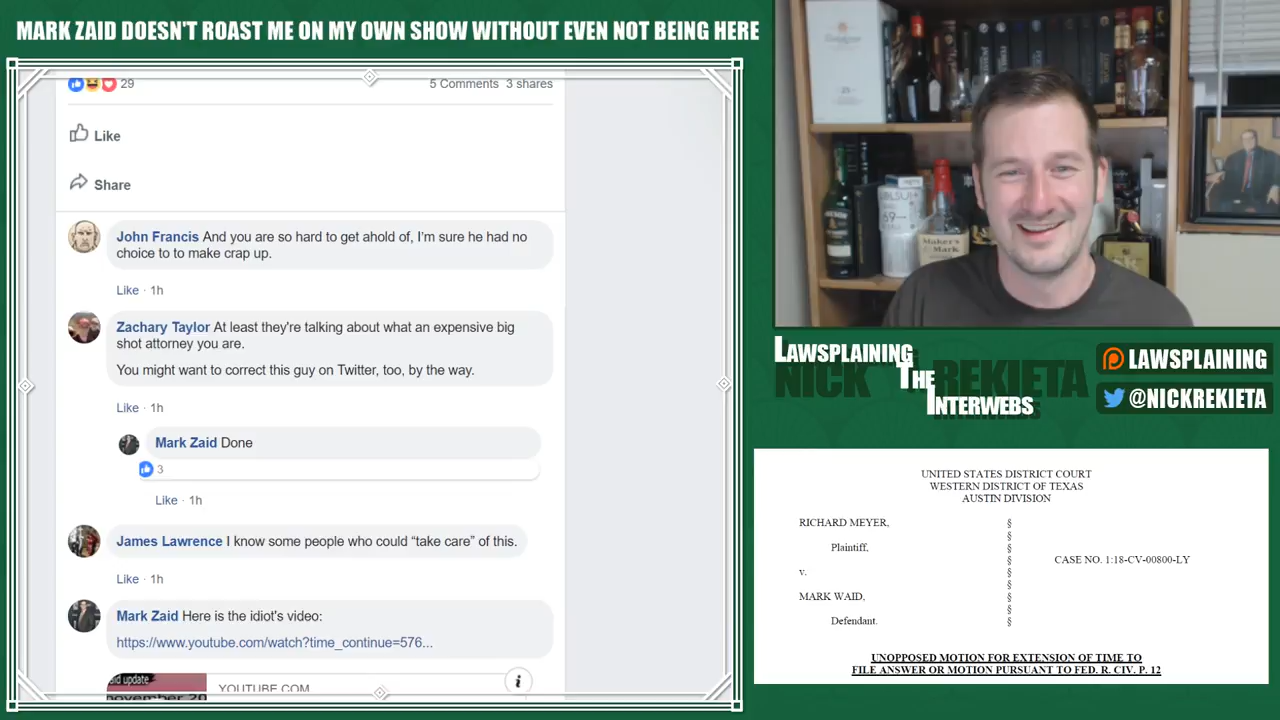 MARK ZAID DOESN'T ROAST ME ON MY OWN SHOW WITHOUT EVEN NOT BEING HERE
29
5 Comments 3 shares
Like
Share
John Francis And you are so hard to get ahold of, I'm sure he had no
choice to to make crap up.
Like · 1h
Zachary Taylor At least they're talking about what an expensive big
shot attorney you are.
You might want to correct this guy on Twitter, too, by the way.
Like · 1h
Mark Zaid Done
3
Like · 1h
James Lawrence I know some people who could “take care” of this.
Like · 1h
Mark Zaid Here is the idiot's video:
https://www.youtube.com/watch?time_continue=576...
aid update
november 20
YOUTUBE.COM
i
Maker's
Mark
LAWSPLAINING
THE
INTERWEBS
NICK REKIETA
LAWSPLAINING
@NICKREKIETA
UNITED STATES DISTRICT COURT
WESTERN DISTRICT OF TEXAS
AUSTIN DIVISION
RICHARD MEYER, §
§
Plaintiff, §
§ CASE NO. 1:18-CV-00800-LY
v. §
§
MARK WAID, §
§
Defendant. §
UNOPPOSED MOTION FOR EXTENSION OF TIME TO
FILE ANSWER OR MOTION PURSUANT TO FED. R. CIV. P. 12